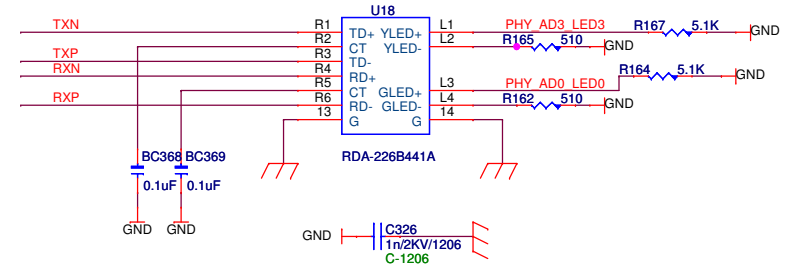 U18
TXN R1 TD+ YLED+ L1 PHY_AD3_LED3 R167 5.1K GND
R2 CT YLED- L2 R165 510 GND
TXP R3 TD-
RXN R4 RD+
R5 CT GLED+ L3 PHY_AD0_LED0 R164 5.1K GND
RXP R6 RD- GLED- L4 R162 510 GND
13 G G 14
RDA-226B441A
BC368 BC369
0.1uF 0.1uF
GND GND
GND C326
1n/2KV/1206
C-1206